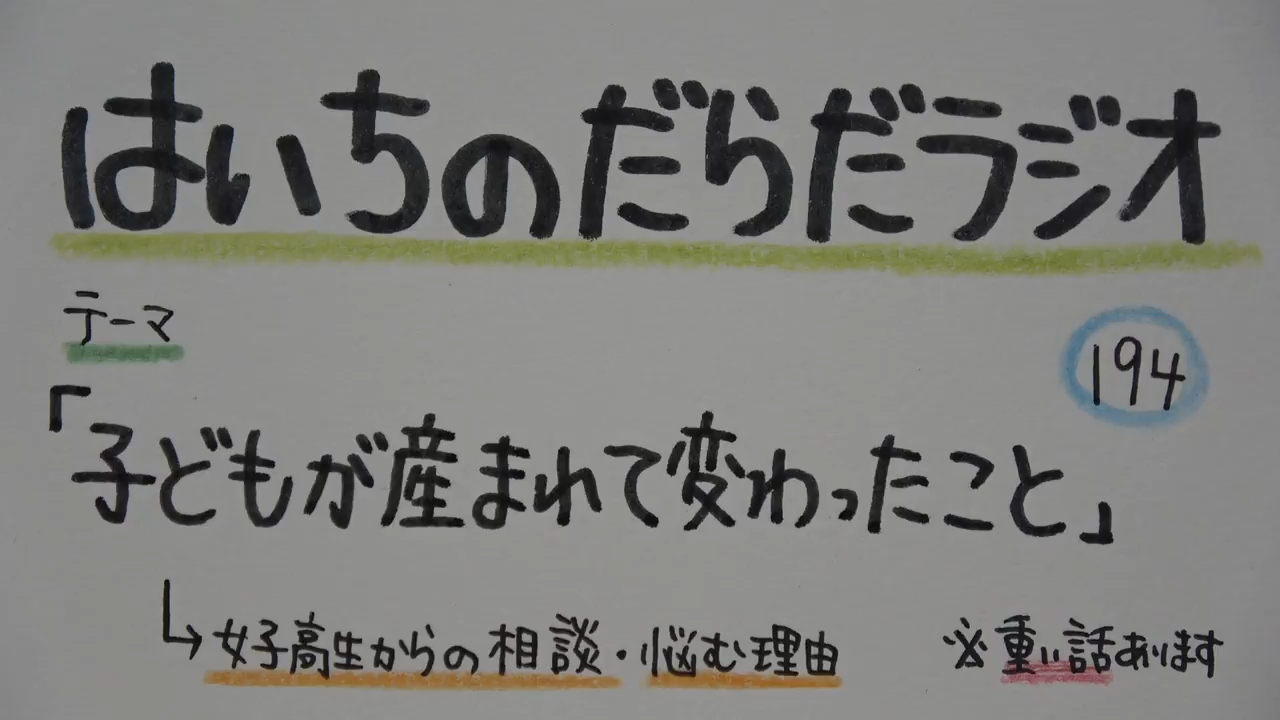 はいちのだらだラジオ
テーマ
194
「子どもが産まれて変わったこと」
↳女子高生からの相談・悩む理由
※重い話あります